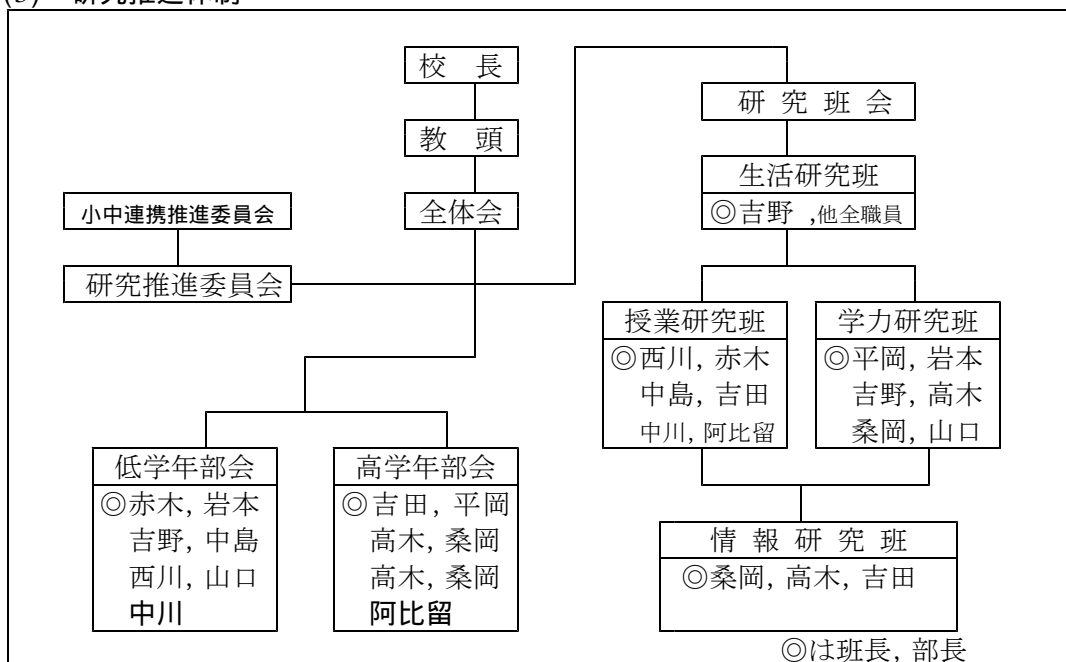 (3) 研究推進体制
校 長
教 頭
全体会
小中連携推進委員会
研究推進委員会
研 究 班 会
生活研究班
◎吉野 ,他全職員
授業研究班
◎西川, 赤木
中島, 吉田
中川, 阿比留
学力研究班
◎平岡, 岩本
吉野, 高木
桑岡, 山口
低学年部会
◎赤木, 岩本
吉野, 中島
西川, 山口
中川
高学年部会
◎吉田, 平岡
高木, 桑岡
高木, 桑岡
阿比留
情 報 研 究 班
◎桑岡, 高木, 吉田
◎は班長, 部長